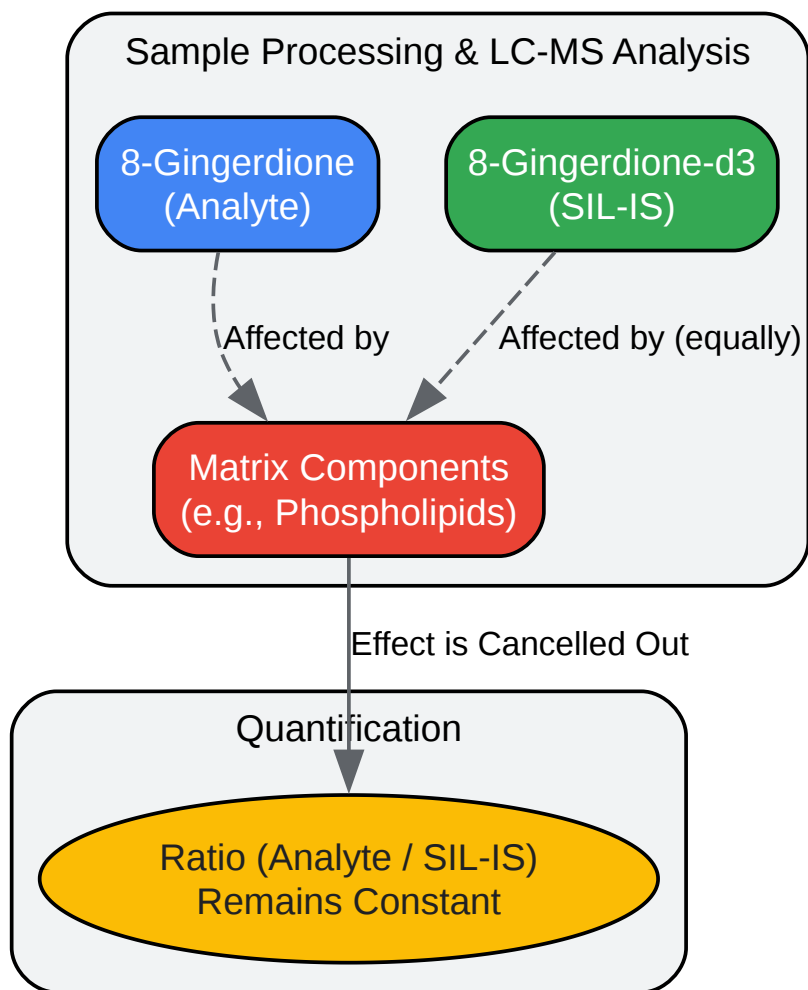 Sample Processing & LC-MS Analysis
8-Gingerdione
(Analyte)
8-Gingerdione-d3
(SIL-IS)
Affected by
Affected by (equally)
Matrix Components
(e.g., Phospholipids)
Effect is Cancelled Out
Quantification
Ratio (Analyte / SIL-IS)
Remains Constant